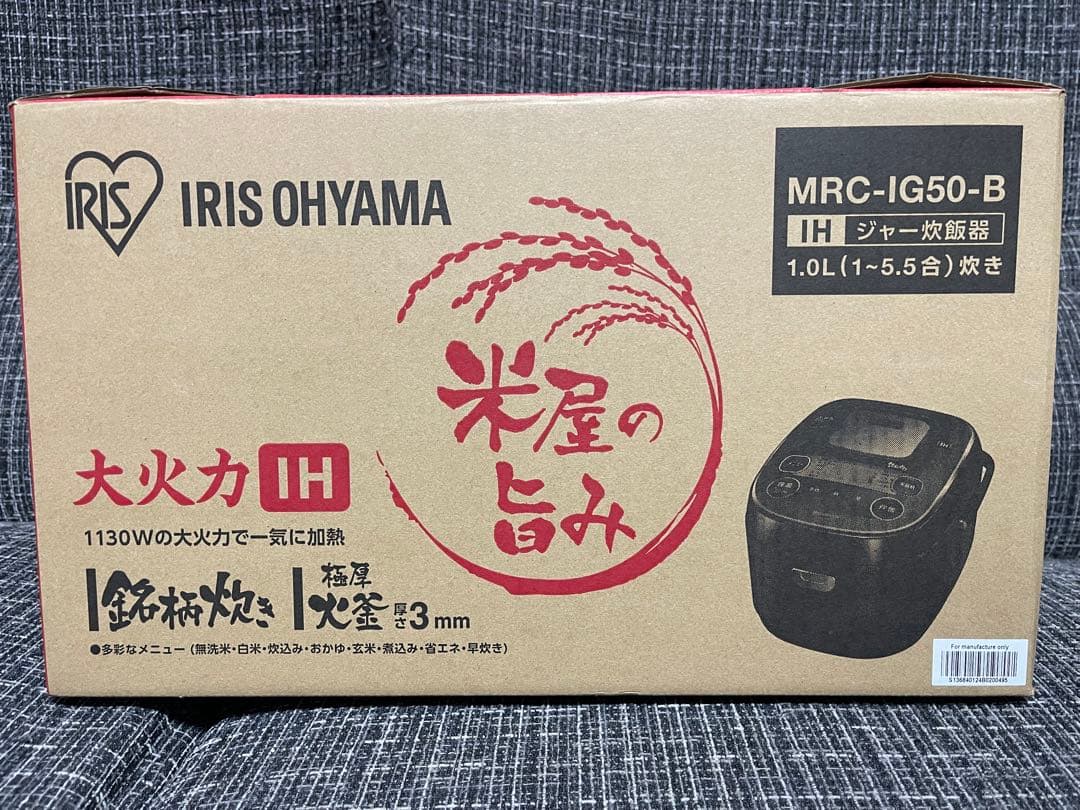 IRIS
IRIS OHYAMA
MRC-IG50-B
IH ジャー炊飯器
1.0L(1~5.5合)炊き
米屋の
旨み
大火力 IH
1130Wの大火力で一気に加熱
銘柄炊き
極厚
火釜 厚さ3mm
●多彩なメニュー(無洗米・白米・炊込み・おかゆ・玄米・煮込み・省エネ・早炊き)
For manufacture only
S136840124B0200495